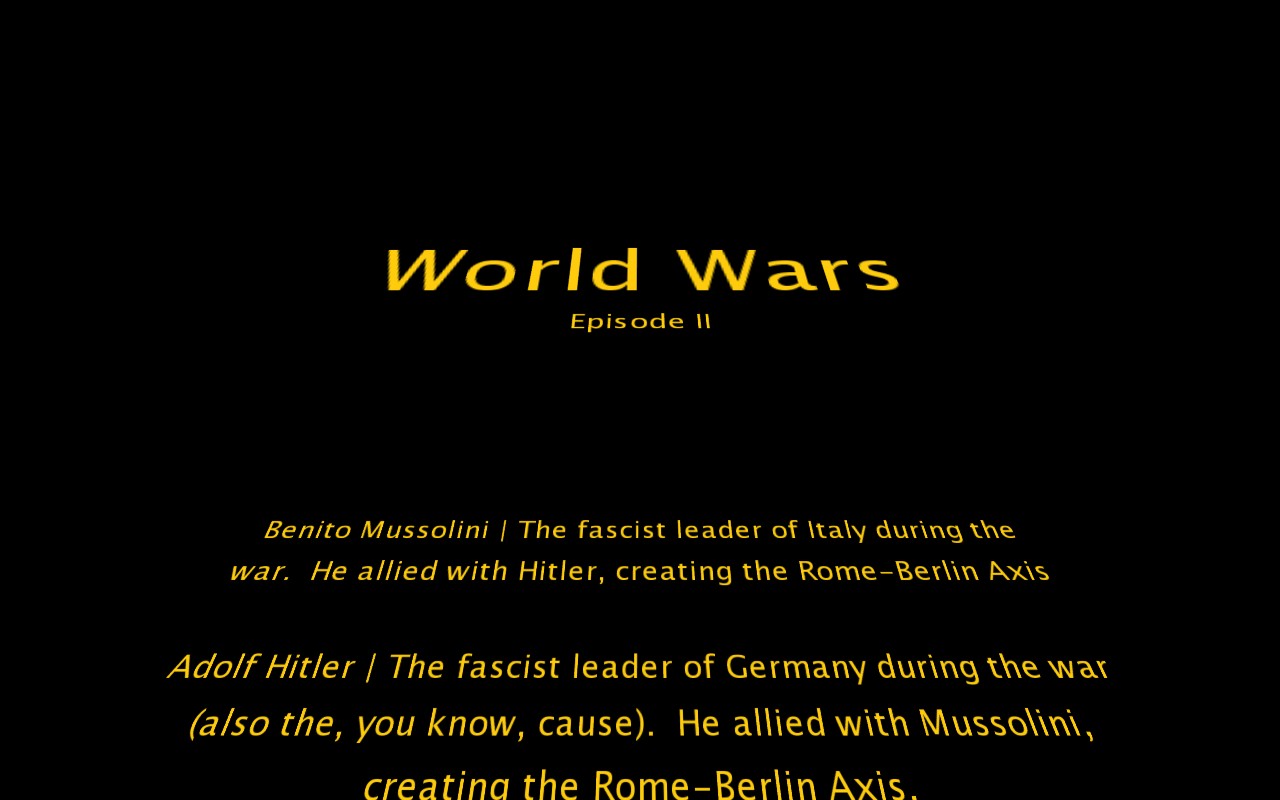 World Wars
Episode II
Benito Mussolini | The fascist leader of Italy during the
war.  He allied with Hitler, creating the Rome-Berlin Axis
Adolf Hitler | The fascist leader of Germany during the war
(also the, you know, cause).  He allied with Mussolini,
creating the Rome-Berlin Axis.